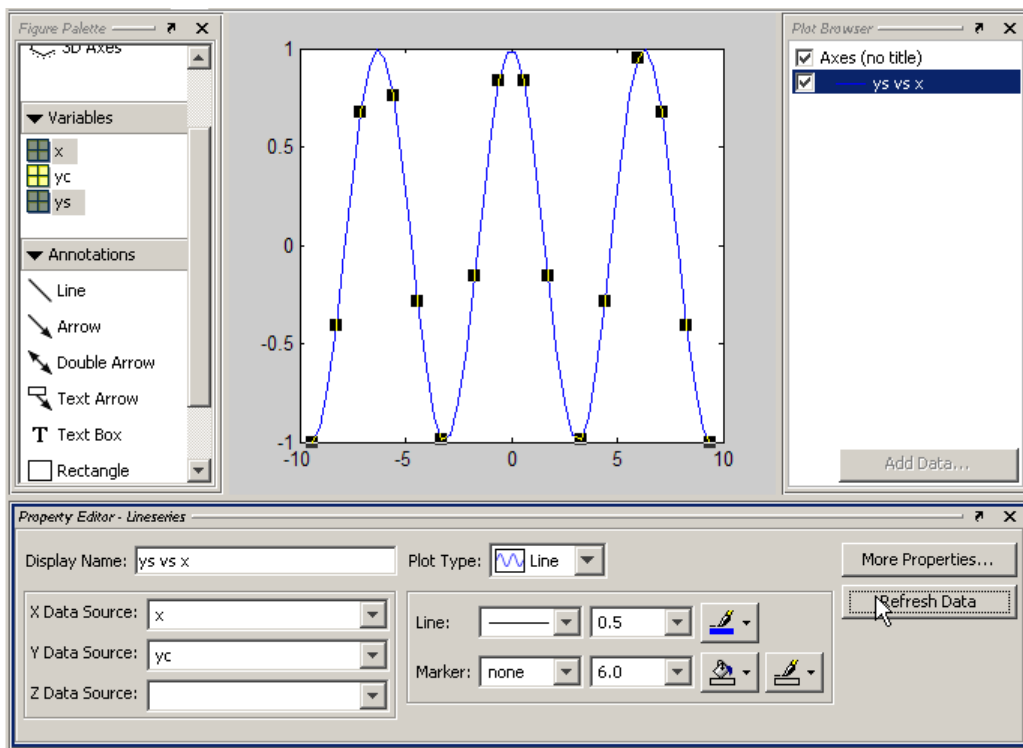 Figure Palette
3D Axes
Variables
x
yc
ys
Annotations
Line
Arrow
Double Arrow
Text Arrow
T Text Box
Rectangle
1
0.5
0
-0.5
-1
-10
-5
0
5
10
Plot Browser
Axes (no title)
ys vs x
Add Data...
Property Editor - Lineseries
Display Name: ys vs x
Plot Type: Line
More Properties...
X Data Source: x
Y Data Source: yc
Z Data Source:
Line: 0.5
Marker: none 6.0
Refresh Data